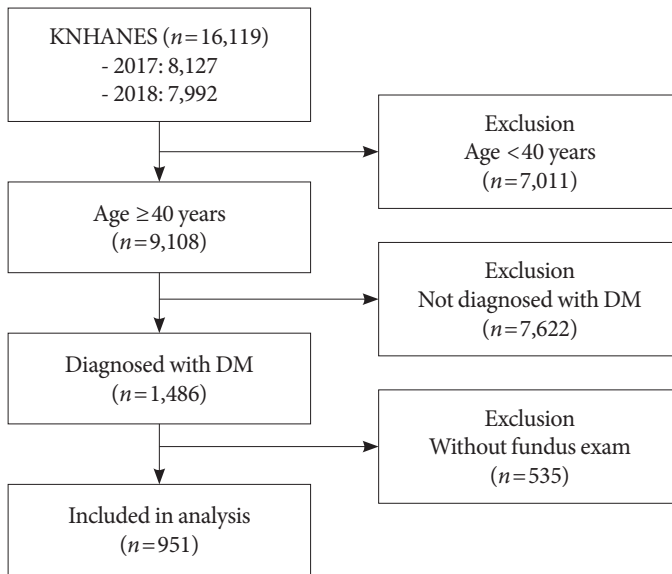 KNHANES (n=16,119)
- 2017: 8,127
- 2018: 7,992
Exclusion
Age <40 years
(n=7,011)
Age ≥40 years
(n=9,108)
Exclusion
Not diagnosed with DM
(n=7,622)
Diagnosed with DM
(n=1,486)
Exclusion
Without fundus exam
(n=535)
Included in analysis
(n=951)